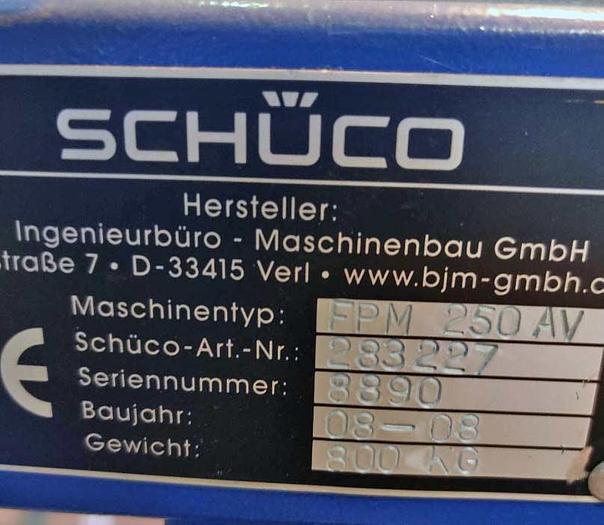 SCHÜCO
Hersteller:
Ingenieurbüro - Maschinenbau GmbH
straße 7 • D-33415 Verl • www.bjm-gmbh.c
Maschinentyp: FPM 250 AV
Schüco-Art.-Nr.: 283227
Seriennummer: 8890
Baujahr: 08-08
Gewicht: 800 KG
CE